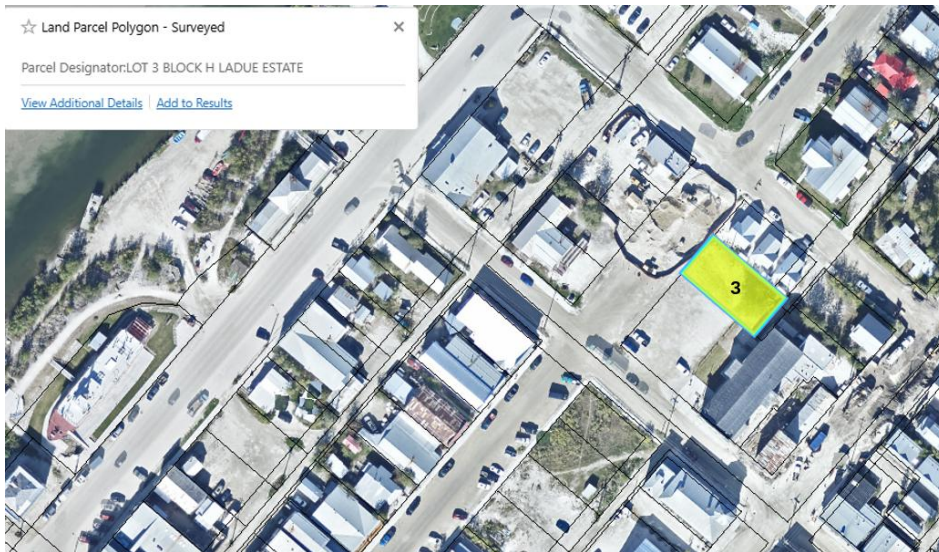 Land Parcel Polygon - Surveyed
Parcel Designator:LOT 3 BLOCK H LADUE ESTATE
View Additional Details | Add to Results
3